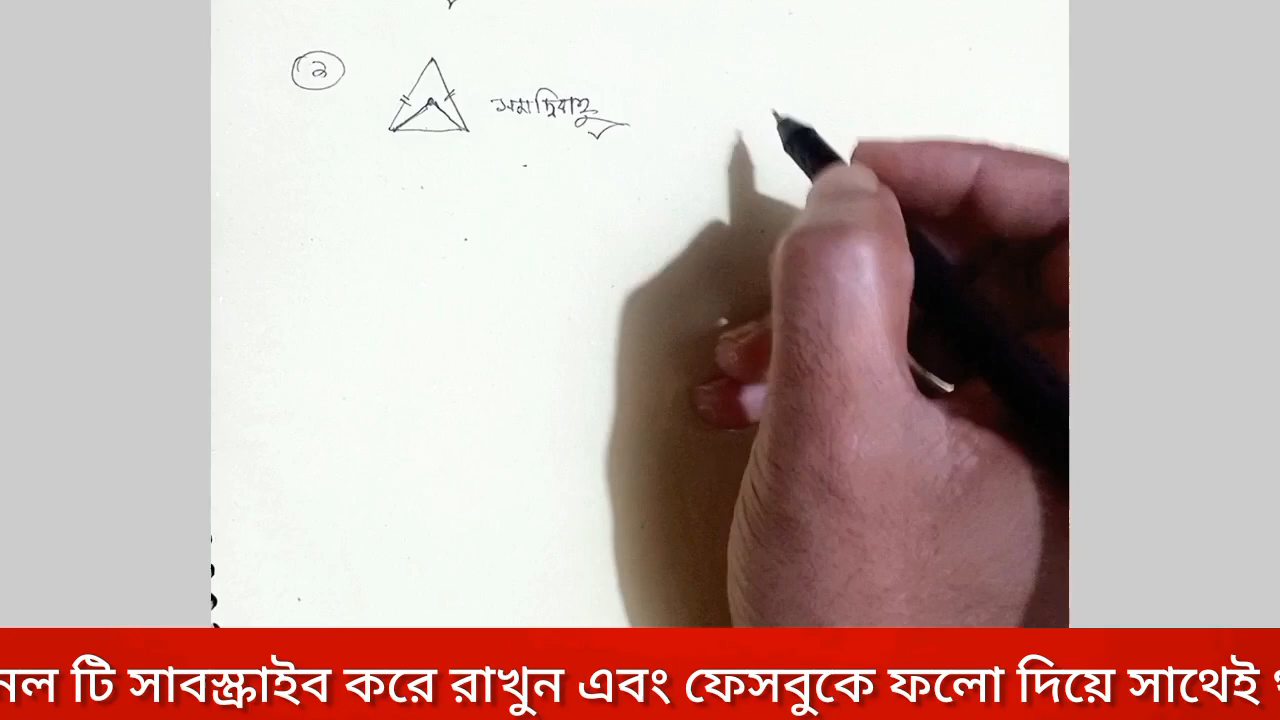 ২ সমদ্বিবাহু
নল টি সাবস্ক্রাইব করে রাখুন এবং ফেসবুকে ফলো দিয়ে সাথেই